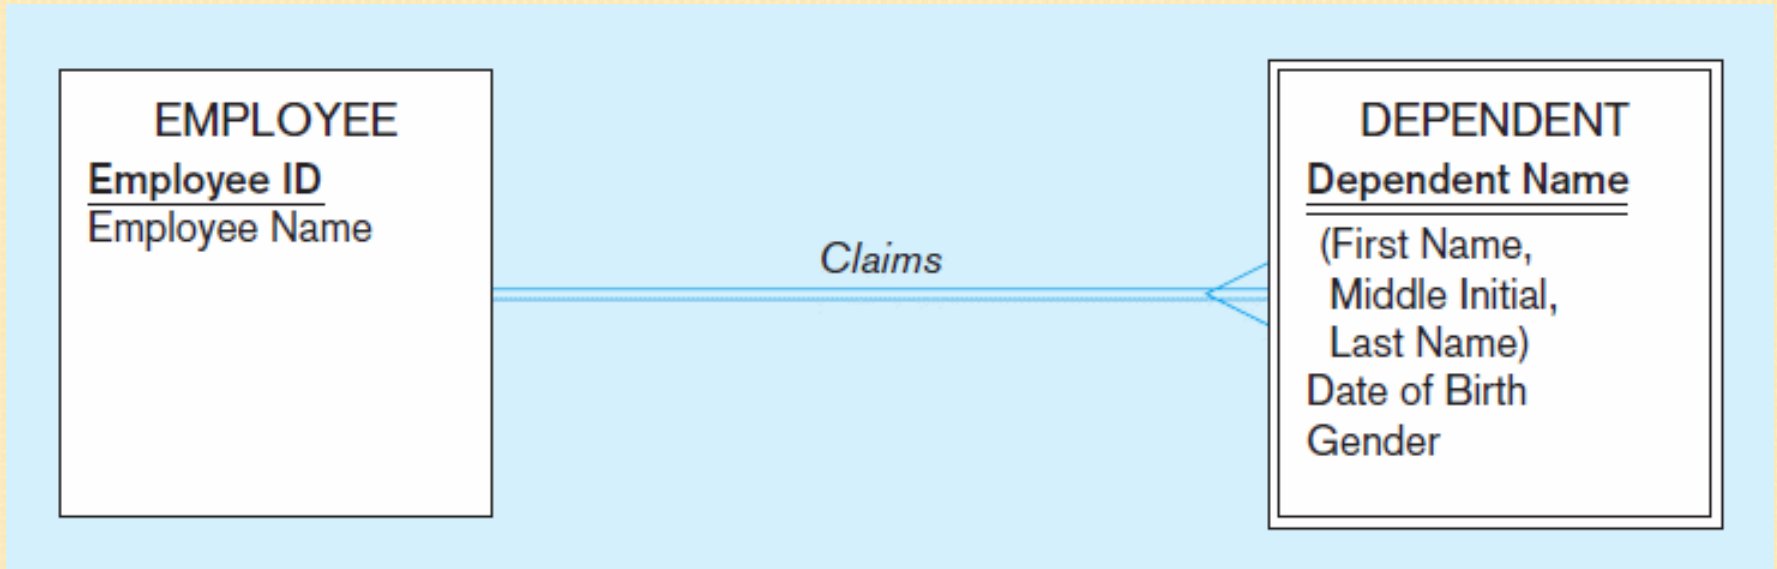 EMPLOYEE
Employee ID
Employee Name
Claims
DEPENDENT
Dependent Name
(First Name,
Middle Initial,
Last Name)
Date of Birth
Gender